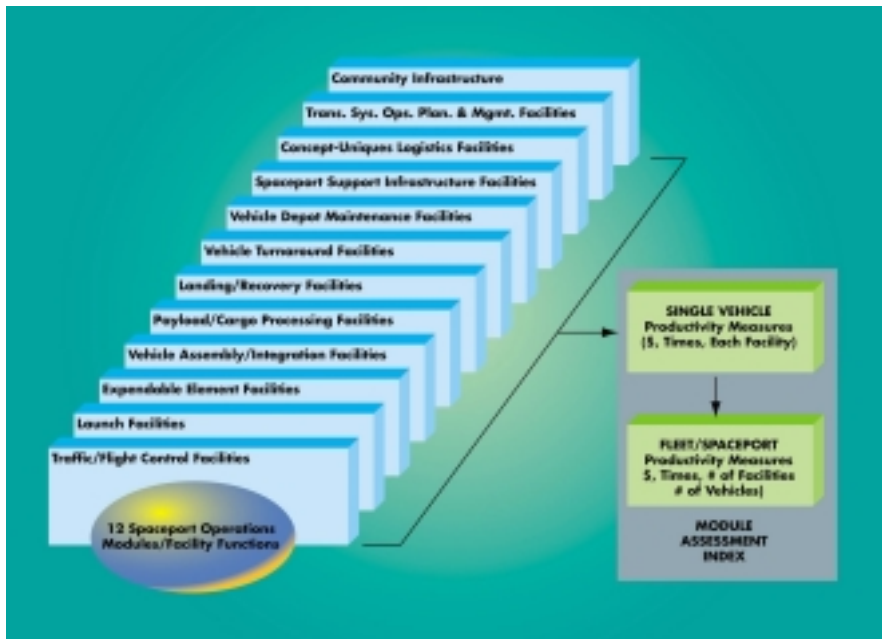 Community Infrastructure
Trans. Sys. Ops. Plan. & Mgmt. Facilities
Concept-Uniques Logistics Facilities
Spaceport Support Infrastructure Facilities
Vehicle Depot Maintenance Facilities
Vehicle Turnaround Facilities
Landing/Recovery Facilities
Payload/Cargo Processing Facilities
Vehicle Assembly/Integration Facilities
Expendable Element Facilities
Launch Facilities
Traffic/Flight Control Facilities
12 Spaceport Operations
Modules/Facility Functions
SINGLE VEHICLE
Productivity Measures
($, Times, Each Facility)
FLEET/SPACEPORT
Productivity Measures
$, Times, # of Facilities
# of Vehicles)
MODULE
ASSESSMENT
INDEX